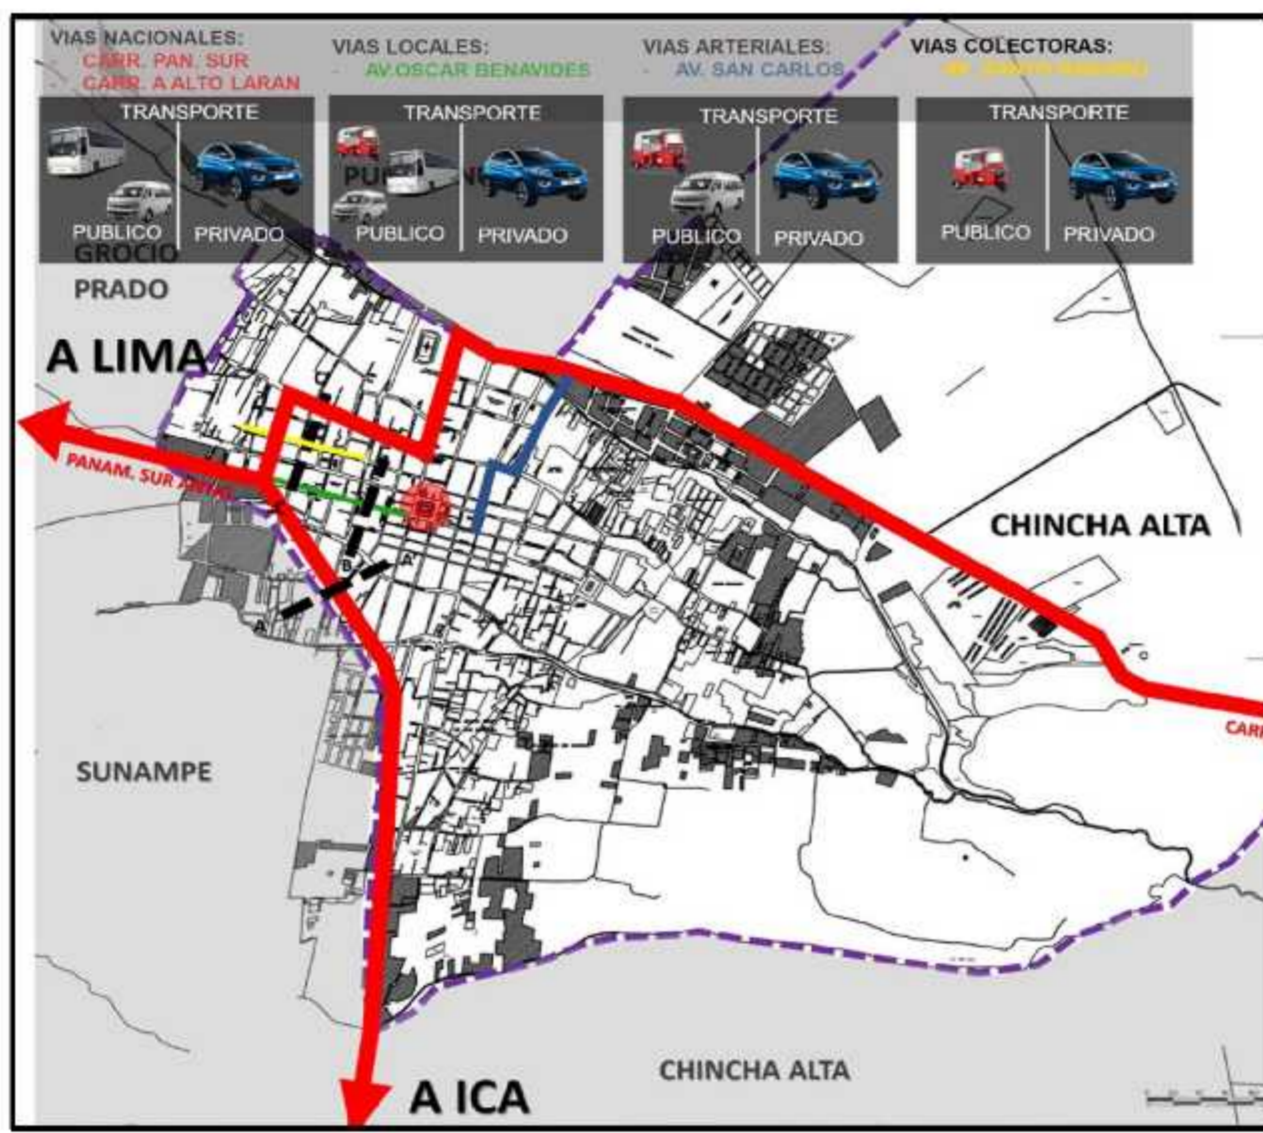 VIAS NACIONALES:
- CARR. PAN. SUR
- CARR. A ALTO LARAN
VIAS LOCALES:
- AV.OSCAR BENAVIDES
VIAS ARTERIALES:
- AV. SAN CARLOS
VIAS COLECTORAS:
TRANSPORTE
PUBLICO
PRIVADO
TRANSPORTE
PUBLICO
PRIVADO
TRANSPORTE
PUBLICO
PRIVADO
TRANSPORTE
PUBLICO
PRIVADO
GROCIO
PRADO
A LIMA
PANAM. SUR
CHINCHA ALTA
B
A'
A
SUNAMPE
CARR
A ICA
CHINCHA ALTA